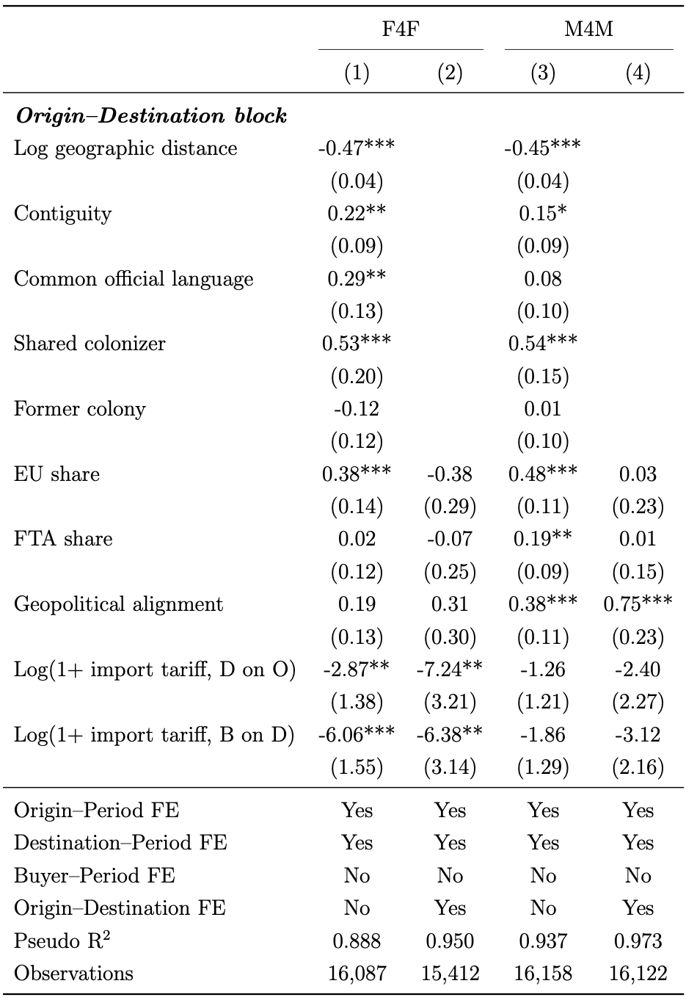 F4F M4M
(1) (2) (3) (4)
Origin–Destination block
Log geographic distance -0.47*** -0.45***
(0.04) (0.04)
Contiguity 0.22** 0.15*
(0.09) (0.09)
Common official language 0.29** 0.08
(0.13) (0.10)
Shared colonizer 0.53*** 0.54***
(0.20) (0.15)
Former colony -0.12 0.01
(0.12) (0.10)
EU share 0.38*** -0.38 0.48*** 0.03
(0.14) (0.29) (0.11) (0.23)
FTA share 0.02 -0.07 0.19** 0.01
(0.12) (0.25) (0.09) (0.15)
Geopolitical alignment 0.19 0.31 0.38*** 0.75***
(0.13) (0.30) (0.11) (0.23)
Log(1+ import tariff, D on O) -2.87** -7.24** -1.26 -2.40
(1.38) (3.21) (1.21) (2.27)
Log(1+ import tariff, B on D) -6.06*** -6.38** -1.86 -3.12
(1.55) (3.14) (1.29) (2.16)
Origin–Period FE Yes Yes Yes Yes
Destination–Period FE Yes Yes Yes Yes
Buyer–Period FE No No No No
Origin–Destination FE No Yes No Yes
Pseudo R² 0.888 0.950 0.937 0.973
Observations 16,087 15,412 16,158 16,122